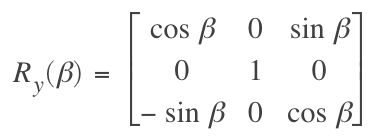 cos β 0 sin β
R_y(β) = 0 1 0
− sin β 0 cos β